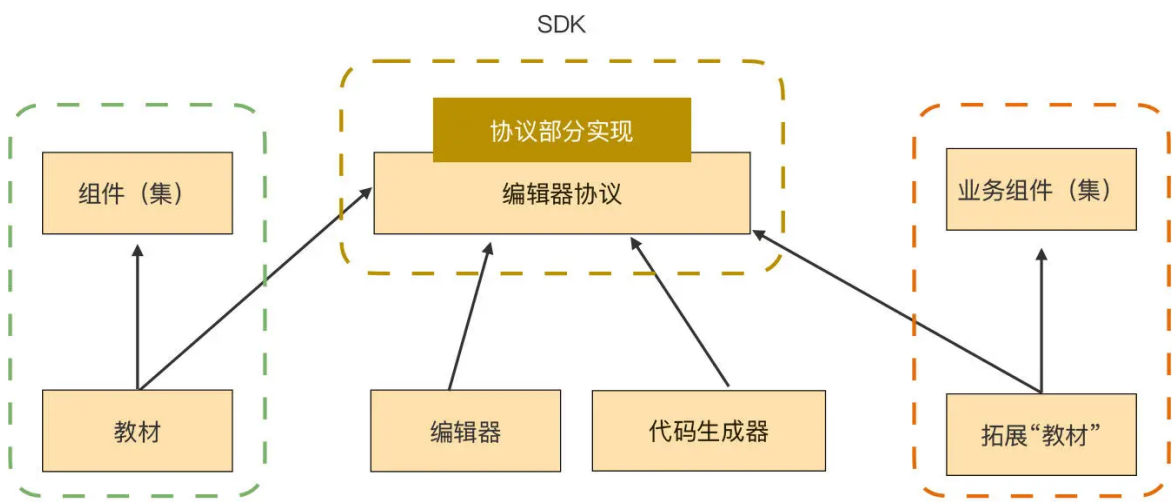 SDK
协议部分实现
组件（集）
编辑器协议
业务组件（集）
教材
编辑器
代码生成器
拓展“教材”